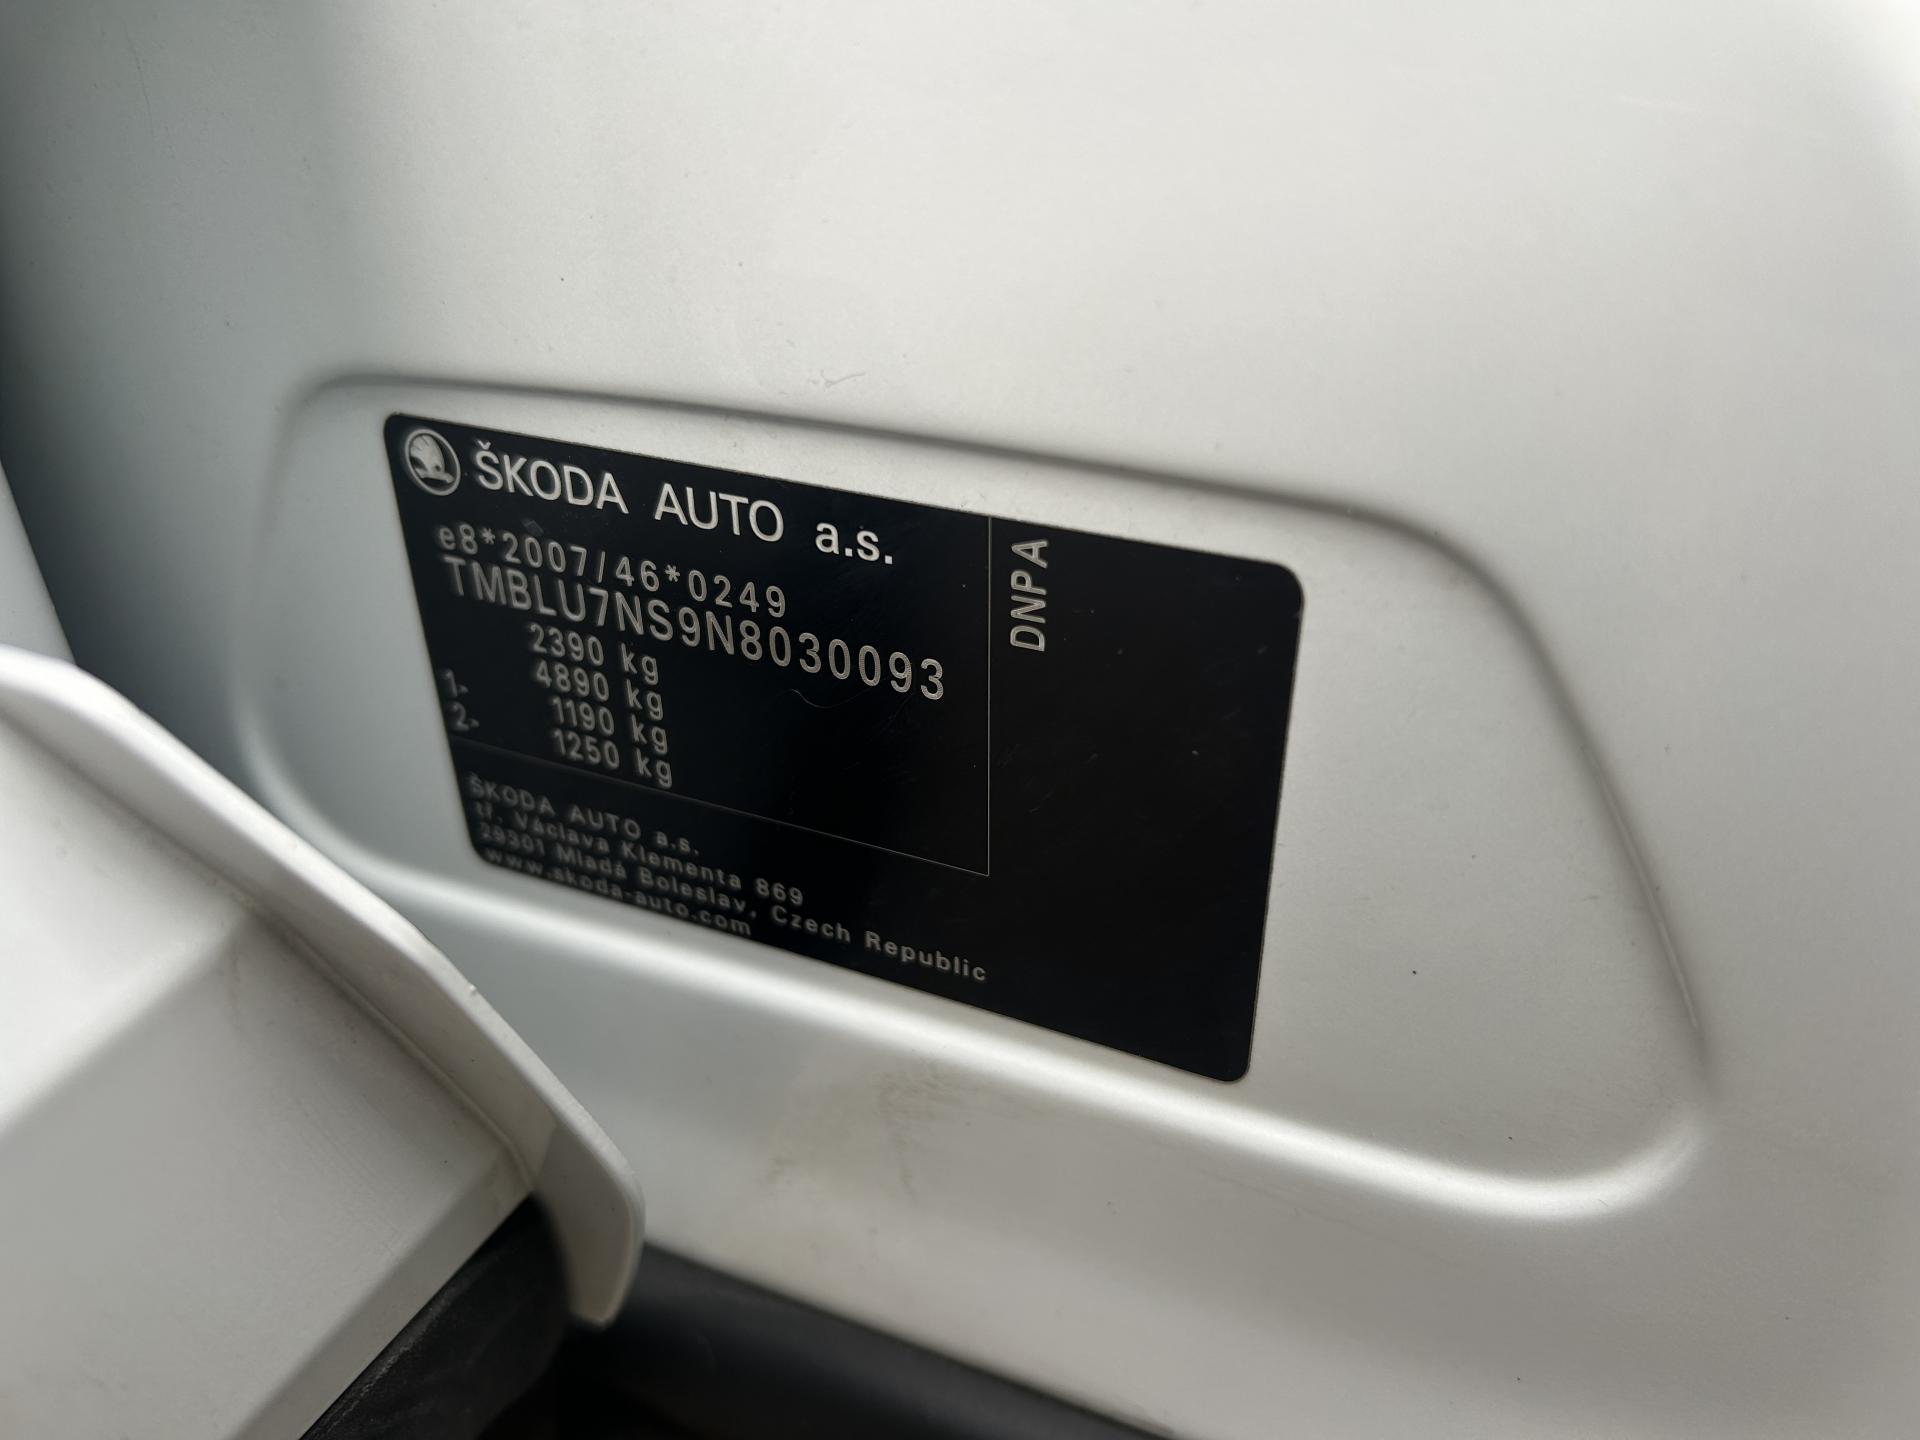 ŠKODA AUTO a.s.
e8*2007/46*0249
TMBLU7NS9N8030093
2390 kg
4890 kg
1- 1190 kg
2- 1250 kg
DNPA
ŠKODA AUTO a.s.
tř. Václava Klementa 869
29301 Mladá Boleslav, Czech Republic
www.skoda-auto.com